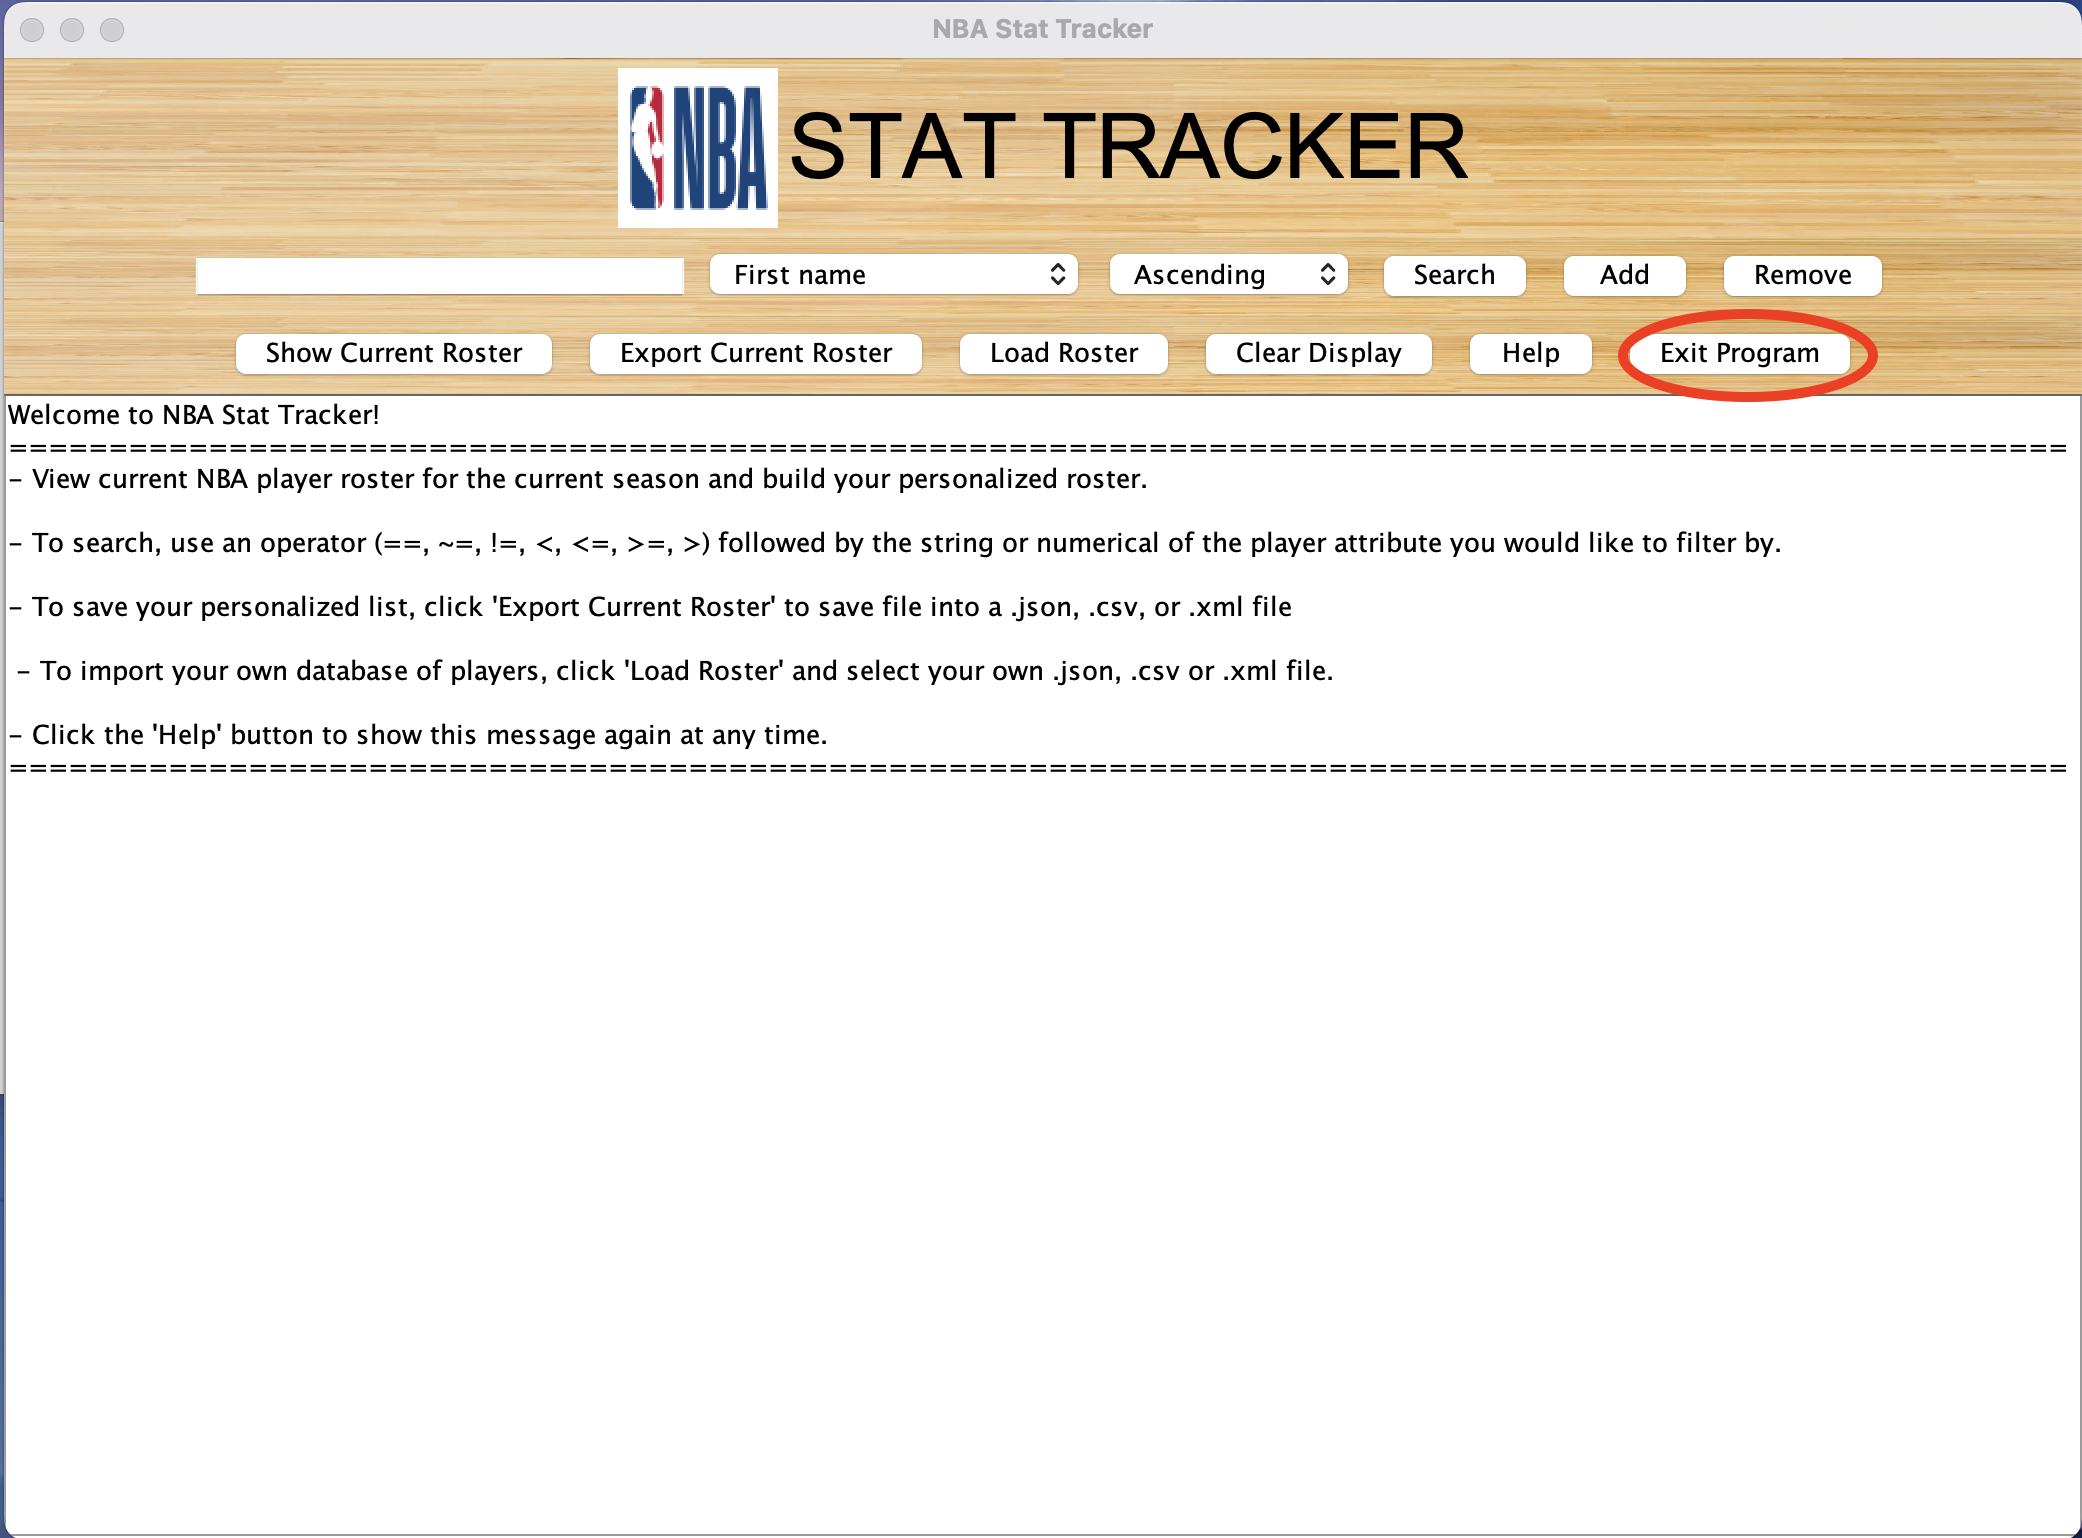 NBA Stat Tracker
NBA STAT TRACKER
First name Ascending Search Add Remove
Show Current Roster Export Current Roster Load Roster Clear Display Help Exit Program
Welcome to NBA Stat Tracker!
=======================================================================================================
- View current NBA player roster for the current season and build your personalized roster.
- To search, use an operator (==, ~=, !=, <, <=, >=, >) followed by the string or numerical of the player attribute you would like to filter by.
- To save your personalized list, click 'Export Current Roster' to save file into a .json, .csv, or .xml file
- To import your own database of players, click 'Load Roster' and select your own .json, .csv or .xml file.
- Click the 'Help' button to show this message again at any time.
=======================================================================================================